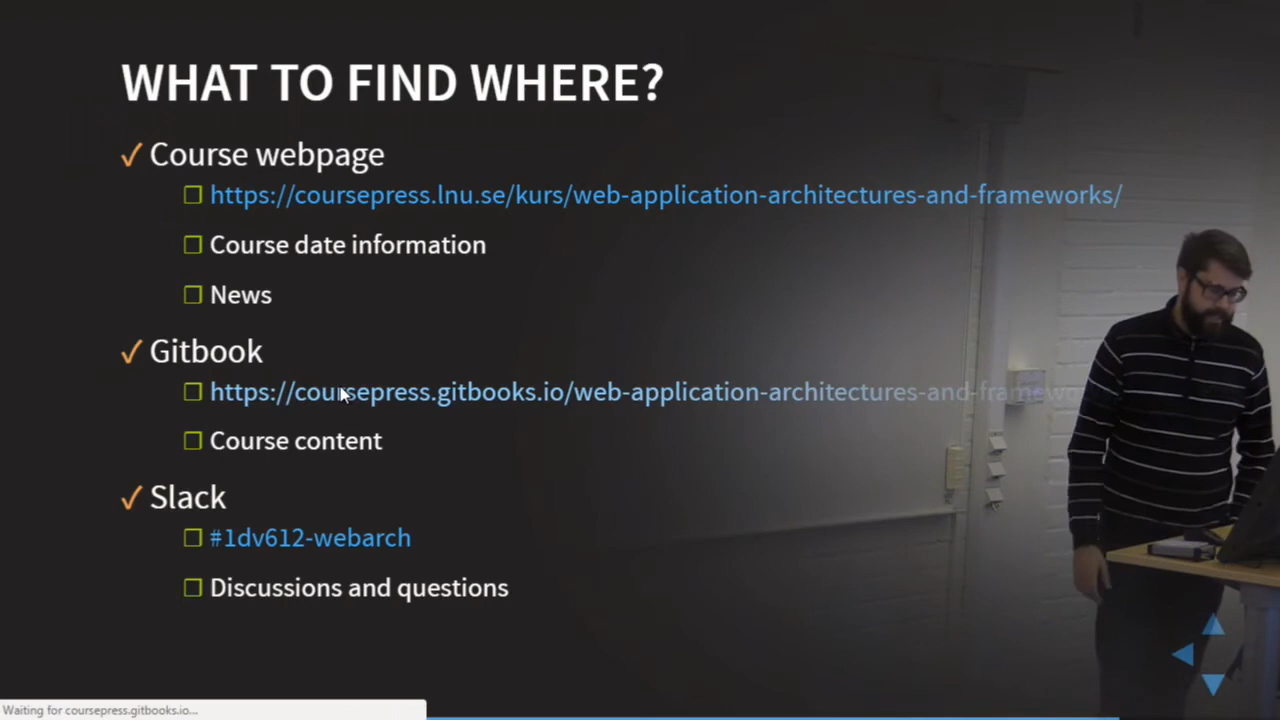 WHAT TO FIND WHERE?
Course webpage
https://coursepress.lnu.se/kurs/web-application-architectures-and-frameworks/
Course date information
News
Gitbook
https://coursepress.gitbooks.io/web-application-architectures-and-framew
Course content
Slack
#1dv612-webarch
Discussions and questions
Waiting for coursepress.gitbooks.io...